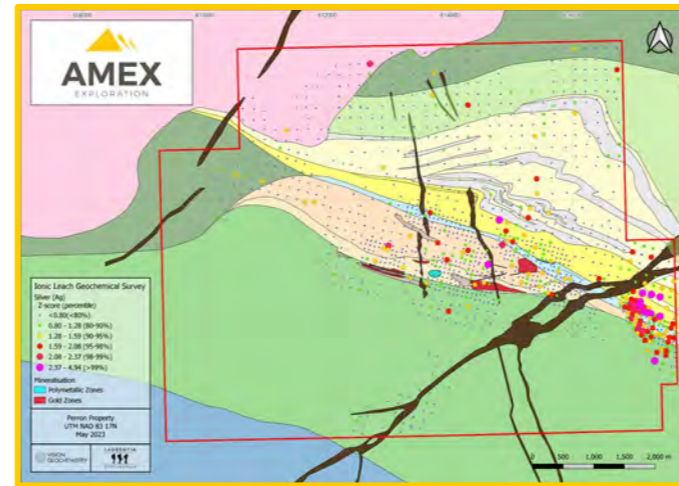 AMEX
EXPLORATION
Ionic Leach Geochemical Survey
Silver (Ag)
Z-score (percentile)
<0.80(<80%)
0.80 - 1.28 (80-90%)
1.28 - 1.59 (90-95%)
1.59 - 2.08 (95-98%)
2.08 - 2.37 (98-99%)
2.37 - 4.94 (>99%)
Mineralisation
Polymetallic Zones
Gold Zones
Perron Property
UTM NAD 83 17N
May 2023
VISION
GEOCHEMISTRY
LAURENTIA
0 500 1,000 1,500 2,000 m